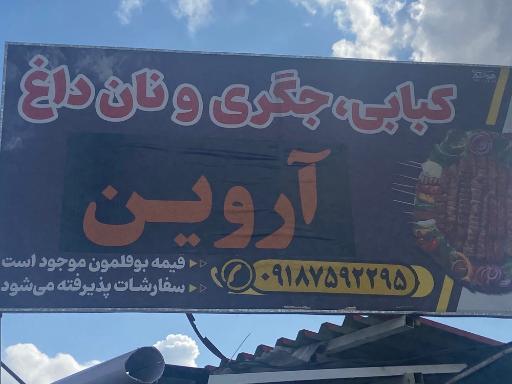 کبابی، جگری و نان داغ
آروین
قیمه بوقلمون موجود است
سفارشات پذیرفته می‌شود
۰۹۱۸۷۵۹۲۲۹۵